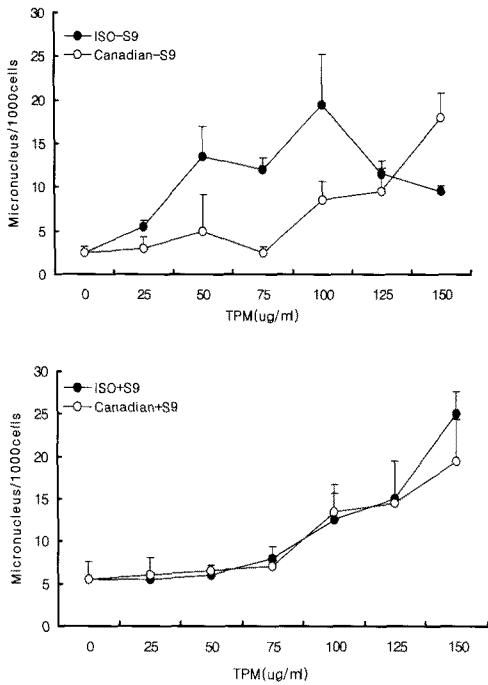 30
25
20
15
10
5
0
Micronucleus/1000cells
ISO-S9
Canadian-S9
0 25 50 75 100 125 150
TPM(ug/ml)
30
25
20
15
10
5
0
Micronucleus/1000cells
ISO+S9
Canadian+S9
0 25 50 75 100 125 150
TPM(ug/ml)